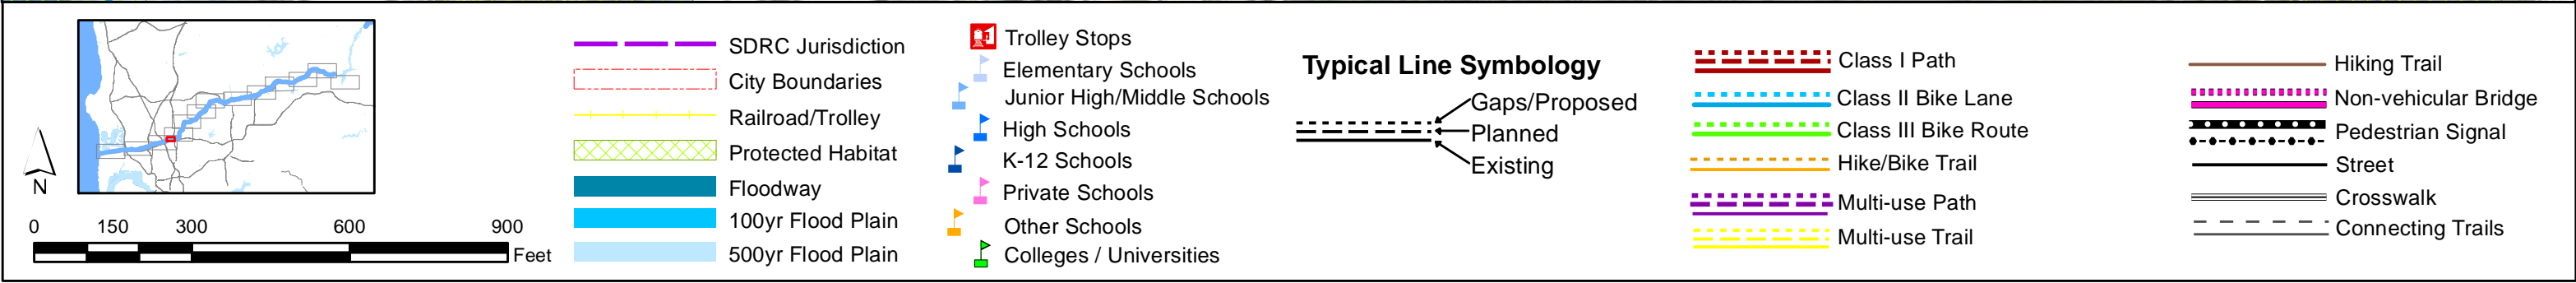 N
0 150 300 600 900
Feet
SDRC Jurisdiction
City Boundaries
Railroad/Trolley
Protected Habitat
Floodway
100yr Flood Plain
500yr Flood Plain
Trolley Stops
Elementary Schools
Junior High/Middle Schools
High Schools
K-12 Schools
Private Schools
Other Schools
Colleges / Universities
Typical Line Symbology
Gaps/Proposed
Planned
Existing
Class I Path
Class II Bike Lane
Class III Bike Route
Hike/Bike Trail
Multi-use Path
Multi-use Trail
Hiking Trail
Non-vehicular Bridge
Pedestrian Signal
Street
Crosswalk
Connecting Trails